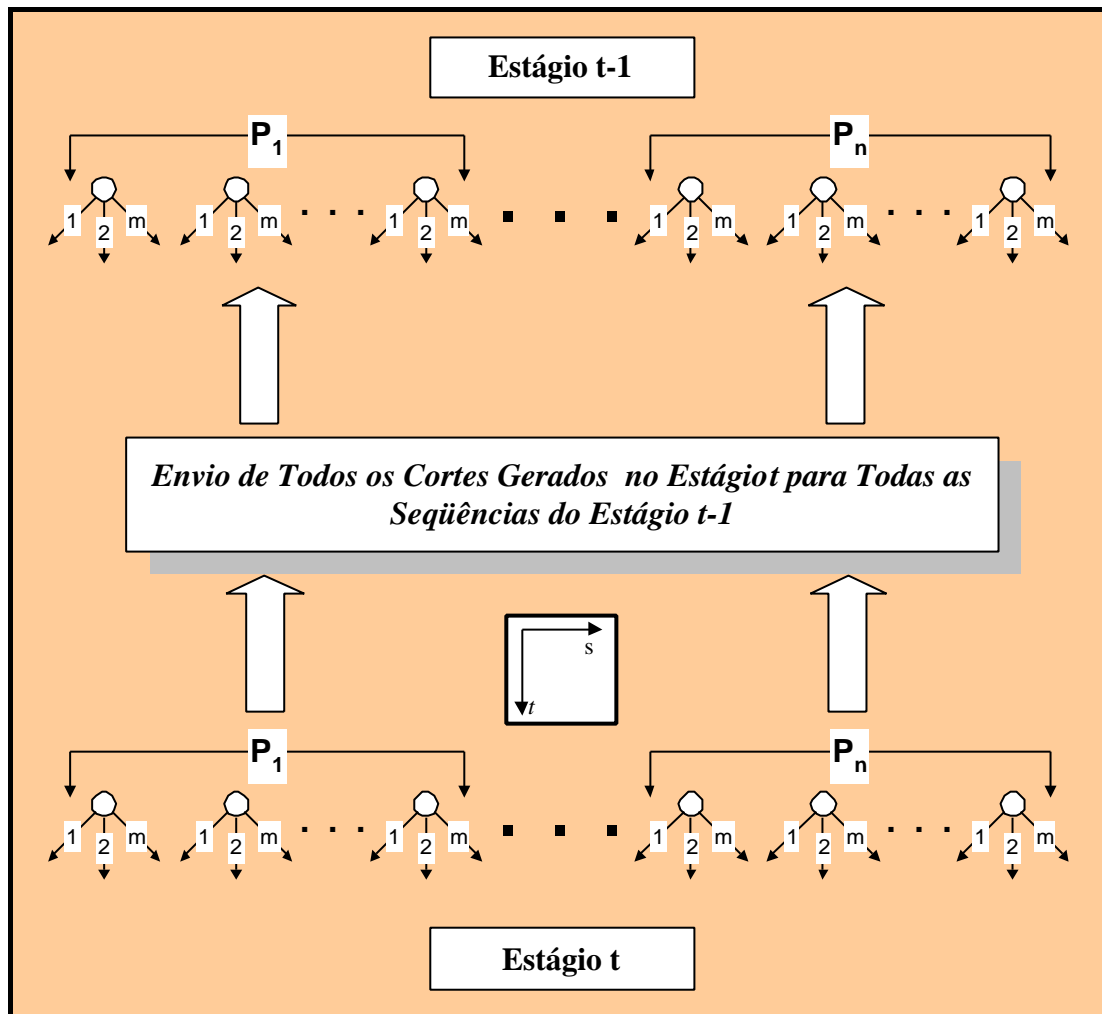 Estágio t-1
P1 Pn
1 2 m 1 2 m . . . 1 2 m . . . 1 2 m 1 2 m . . . 1 2 m
Envio de Todos os Cortes Gerados no Estágiot para Todas as
Seqüências do Estágio t-1
s
t
P1 Pn
1 2 m 1 2 m . . . 1 2 m . . . 1 2 m 1 2 m . . . 1 2 m
Estágio t